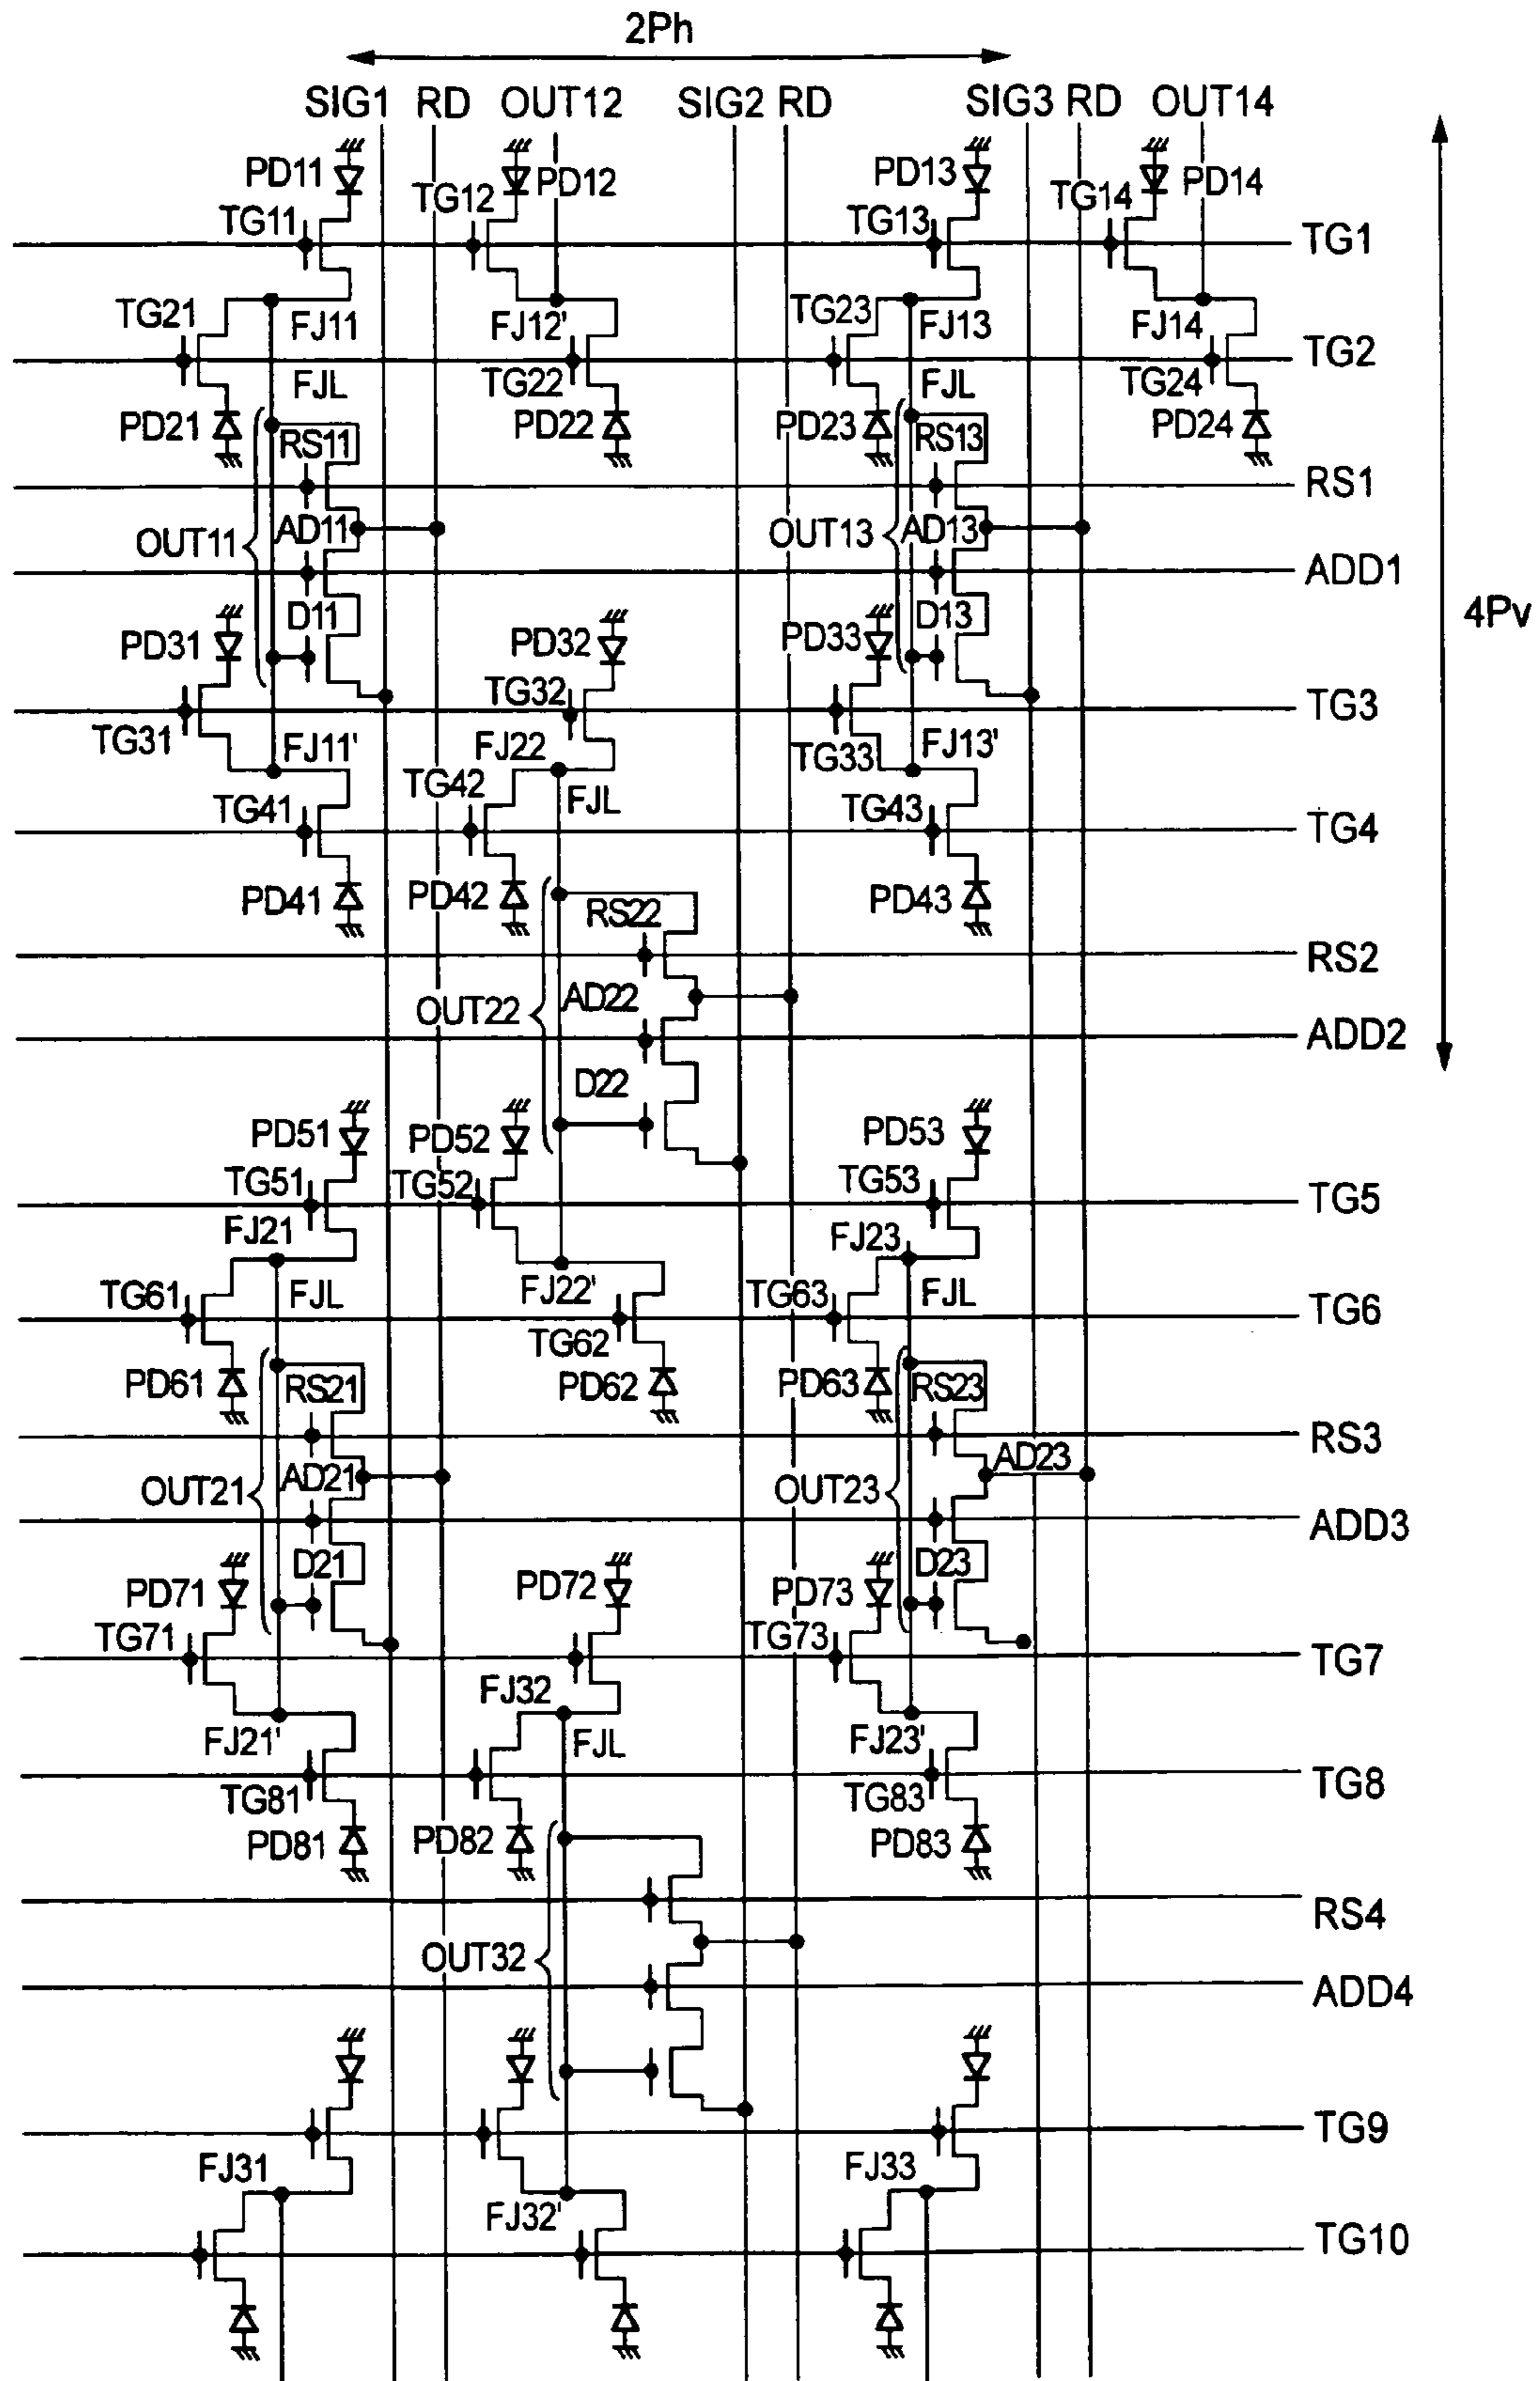 2Ph
SIG1 RD OUT12 SIG2 RD SIG3 RD OUT14
PD11 PD12 PD13 PD14
TG11 TG12 TG13 TG14 TG1
TG21 FJ11 FJ12' TG23 FJ13 FJ14
FJL TG22 FJL TG24 TG2
PD21 RS11 PD22 PD23 RS13 PD24
RS1
OUT11 AD11 OUT13 AD13
ADD1
4Pv
PD31 D11 PD32 PD33 D13
TG31 TG32 TG33 TG3
FJ11' FJ22 FJ13'
TG41 TG42 FJL TG43 TG4
PD41 PD42 PD43
RS22 RS2
OUT22 AD22
ADD2
D22
PD51 PD52 PD53
TG51 TG52 TG53 TG5
FJ21 FJ23
TG61 FJL FJ22' TG63 FJL TG6
TG62
PD61 RS21 PD62 PD63 RS23
RS3
OUT21 AD21 OUT23 AD23
ADD3
PD71 D21 PD72 PD73 D23
TG71 TG73 TG7
FJ21' FJ32 FJL FJ23'
TG81 TG83 TG8
PD81 PD82 PD83
RS4
OUT32
ADD4
TG9
FJ31 FJ32' FJ33
TG10